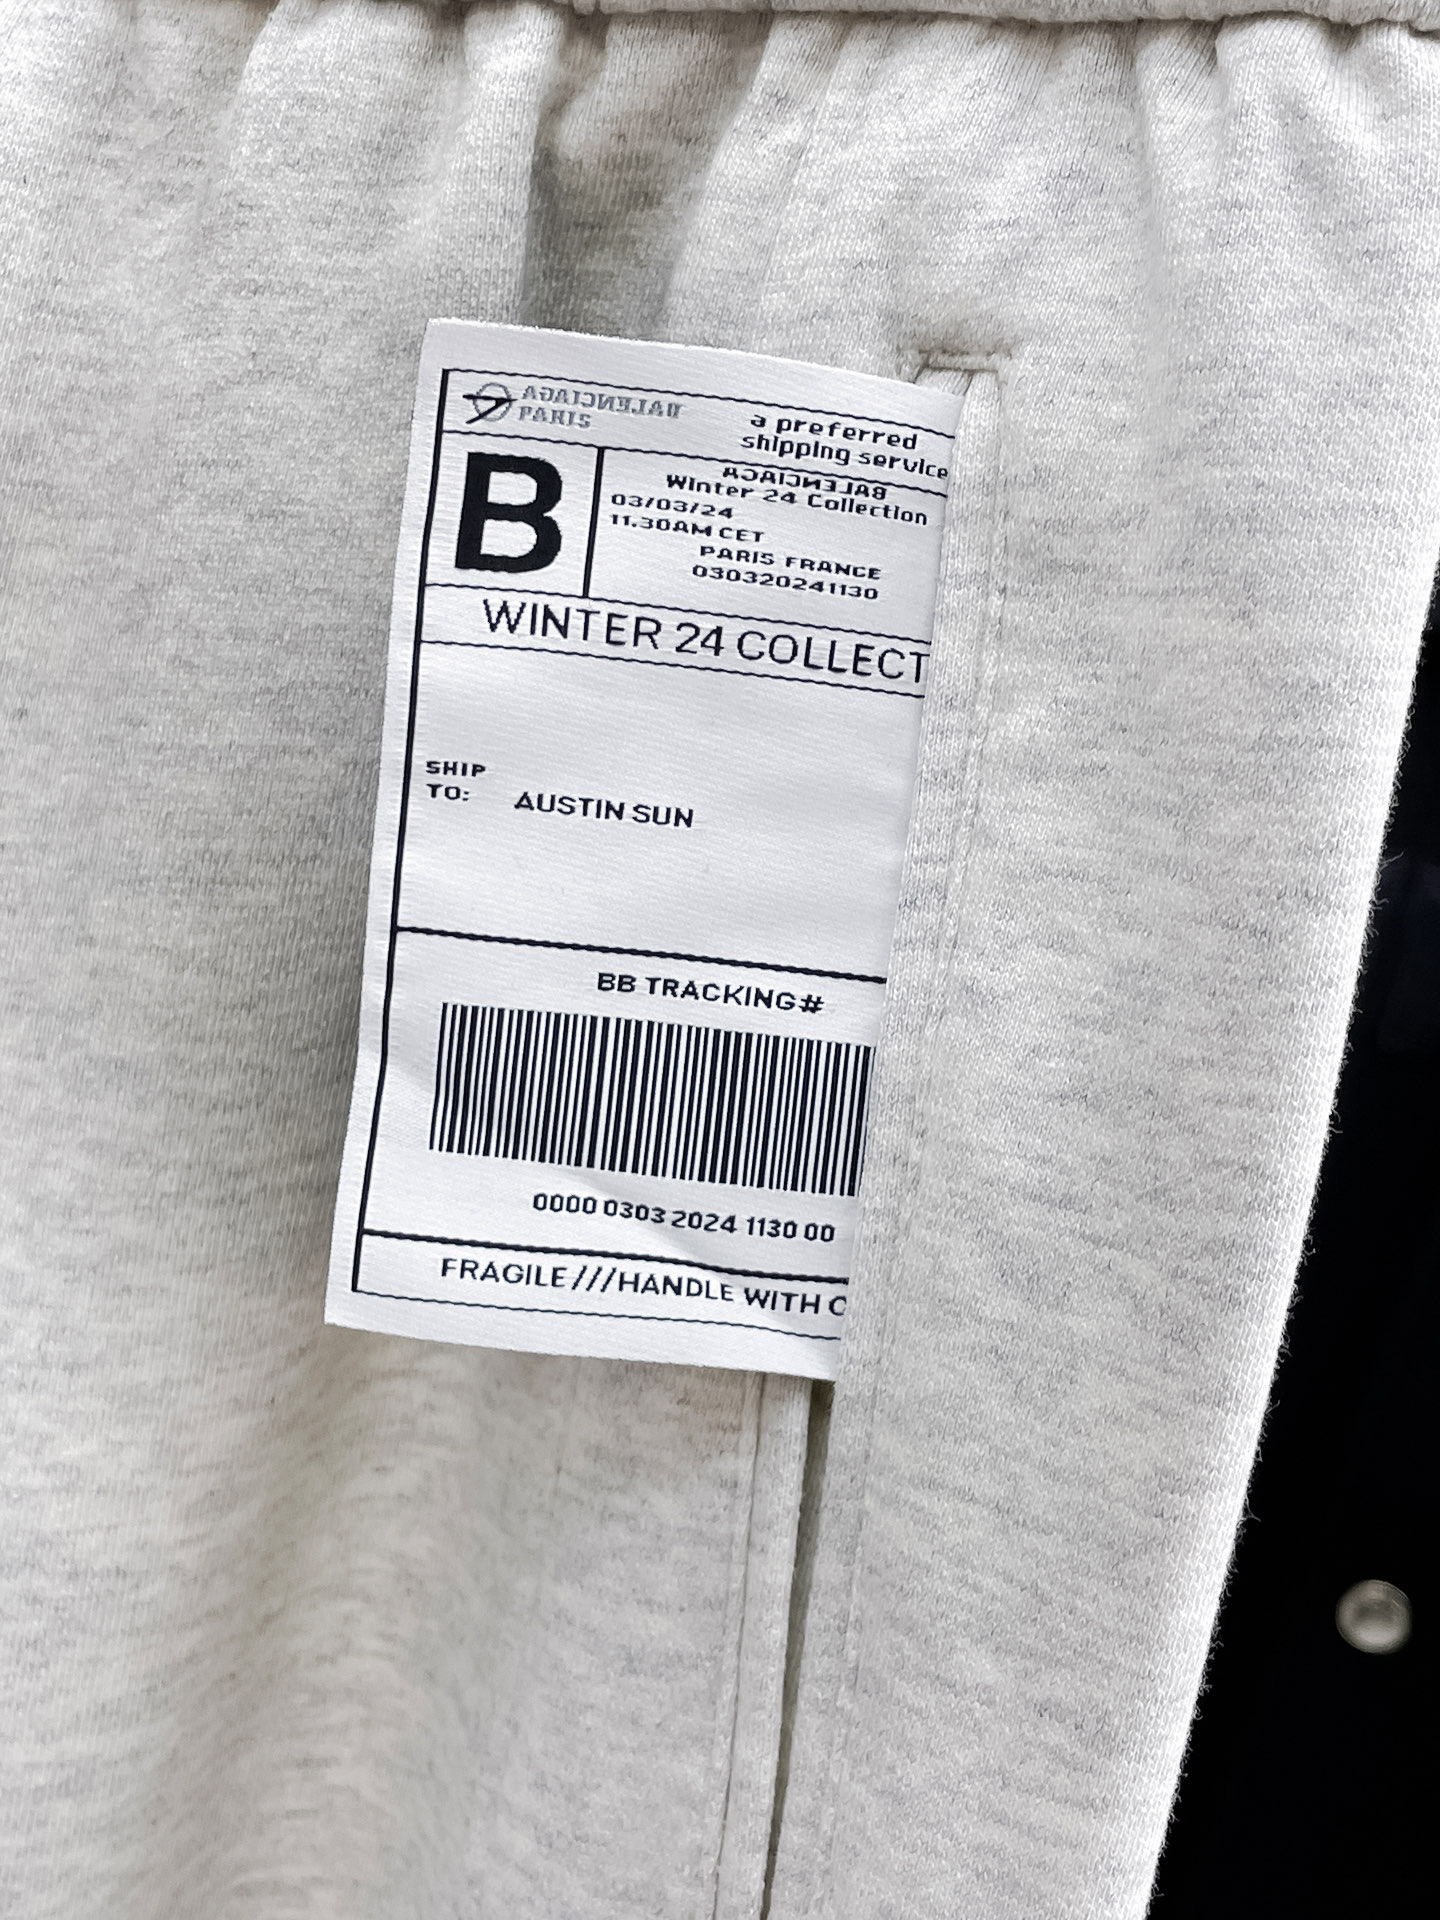 BALENCIAGA
PARIS
a preferred
shipping service
B
BALENCIAGA
Winter 24 Collection
03/03/24
11.30AM CET
PARIS FRANCE
030320241130
WINTER 24 COLLECT
SHIP
TO: AUSTIN SUN
BB TRACKING#
0000 0303 2024 1130 00
FRAGILE///HANDLE WITH C